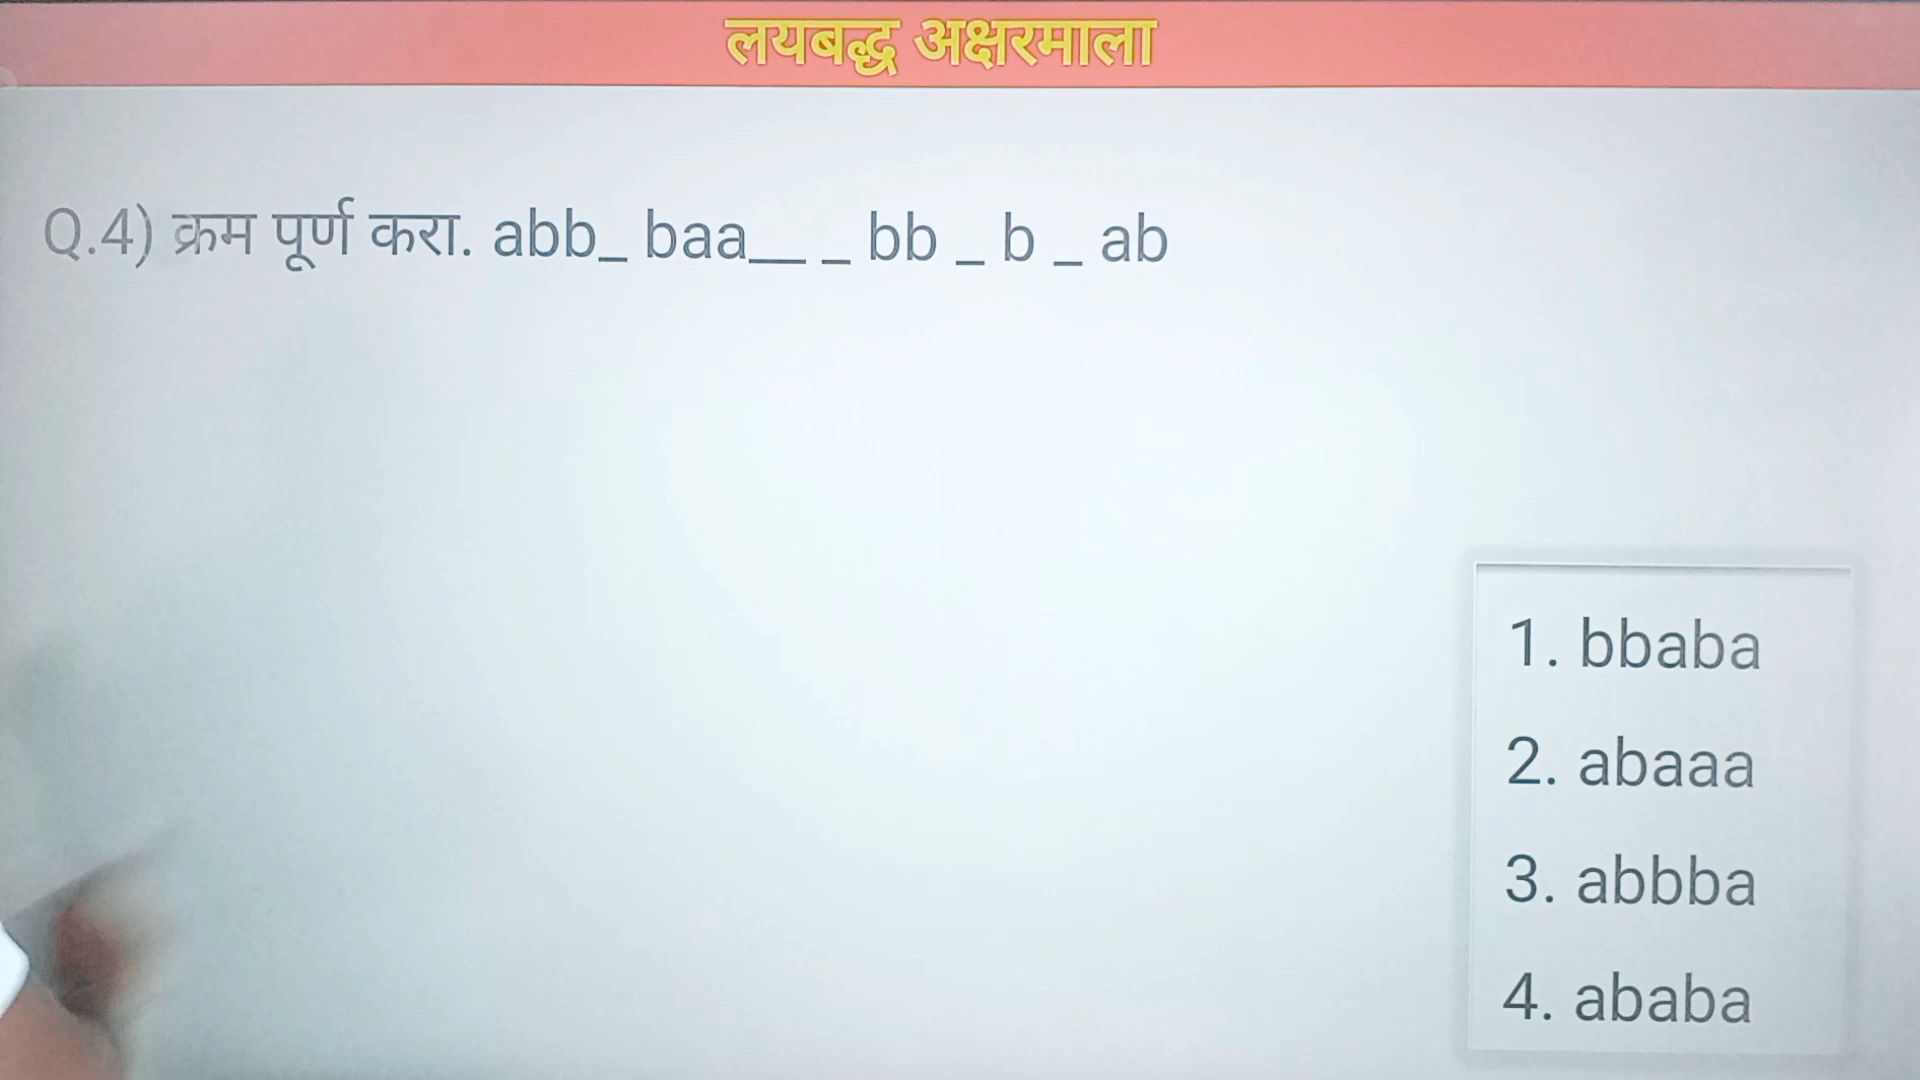 लयबद्ध अक्षरमाला
Q.4) क्रम पूर्ण करा. abb_ baa__ _ bb _ b _ ab
1. bbaba
2. abaaa
3. abbba
4. ababa